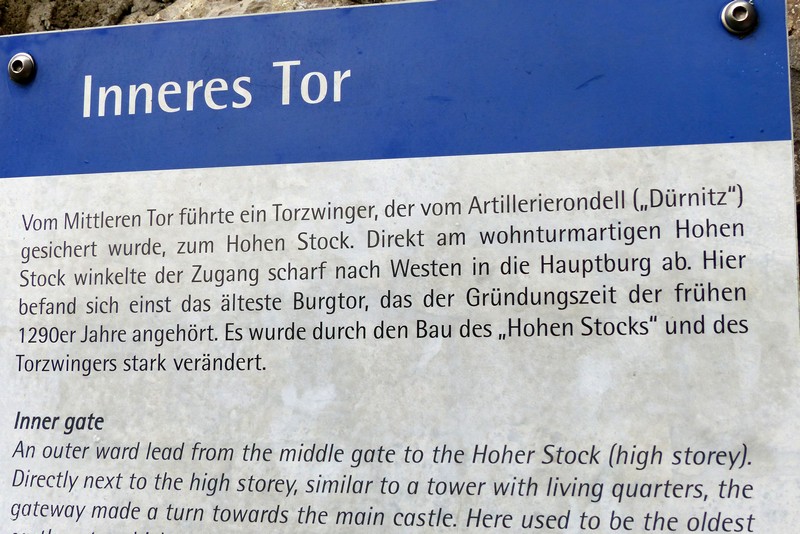 Inneres Tor
Vom Mittleren Tor führte ein Torzwinger, der vom Artillerierondell („Dürnitz“)
gesichert wurde, zum Hohen Stock. Direkt am wohnturmartigen Hohen
Stock winkelte der Zugang scharf nach Westen in die Hauptburg ab. Hier
befand sich einst das älteste Burgtor, das der Gründungszeit der frühen
1290er Jahre angehört. Es wurde durch den Bau des „Hohen Stocks“ und des
Torzwingers stark verändert.
Inner gate
An outer ward lead from the middle gate to the Hoher Stock (high storey).
Directly next to the high storey, similar to a tower with living quarters, the
gateway made a turn towards the main castle. Here used to be the oldest